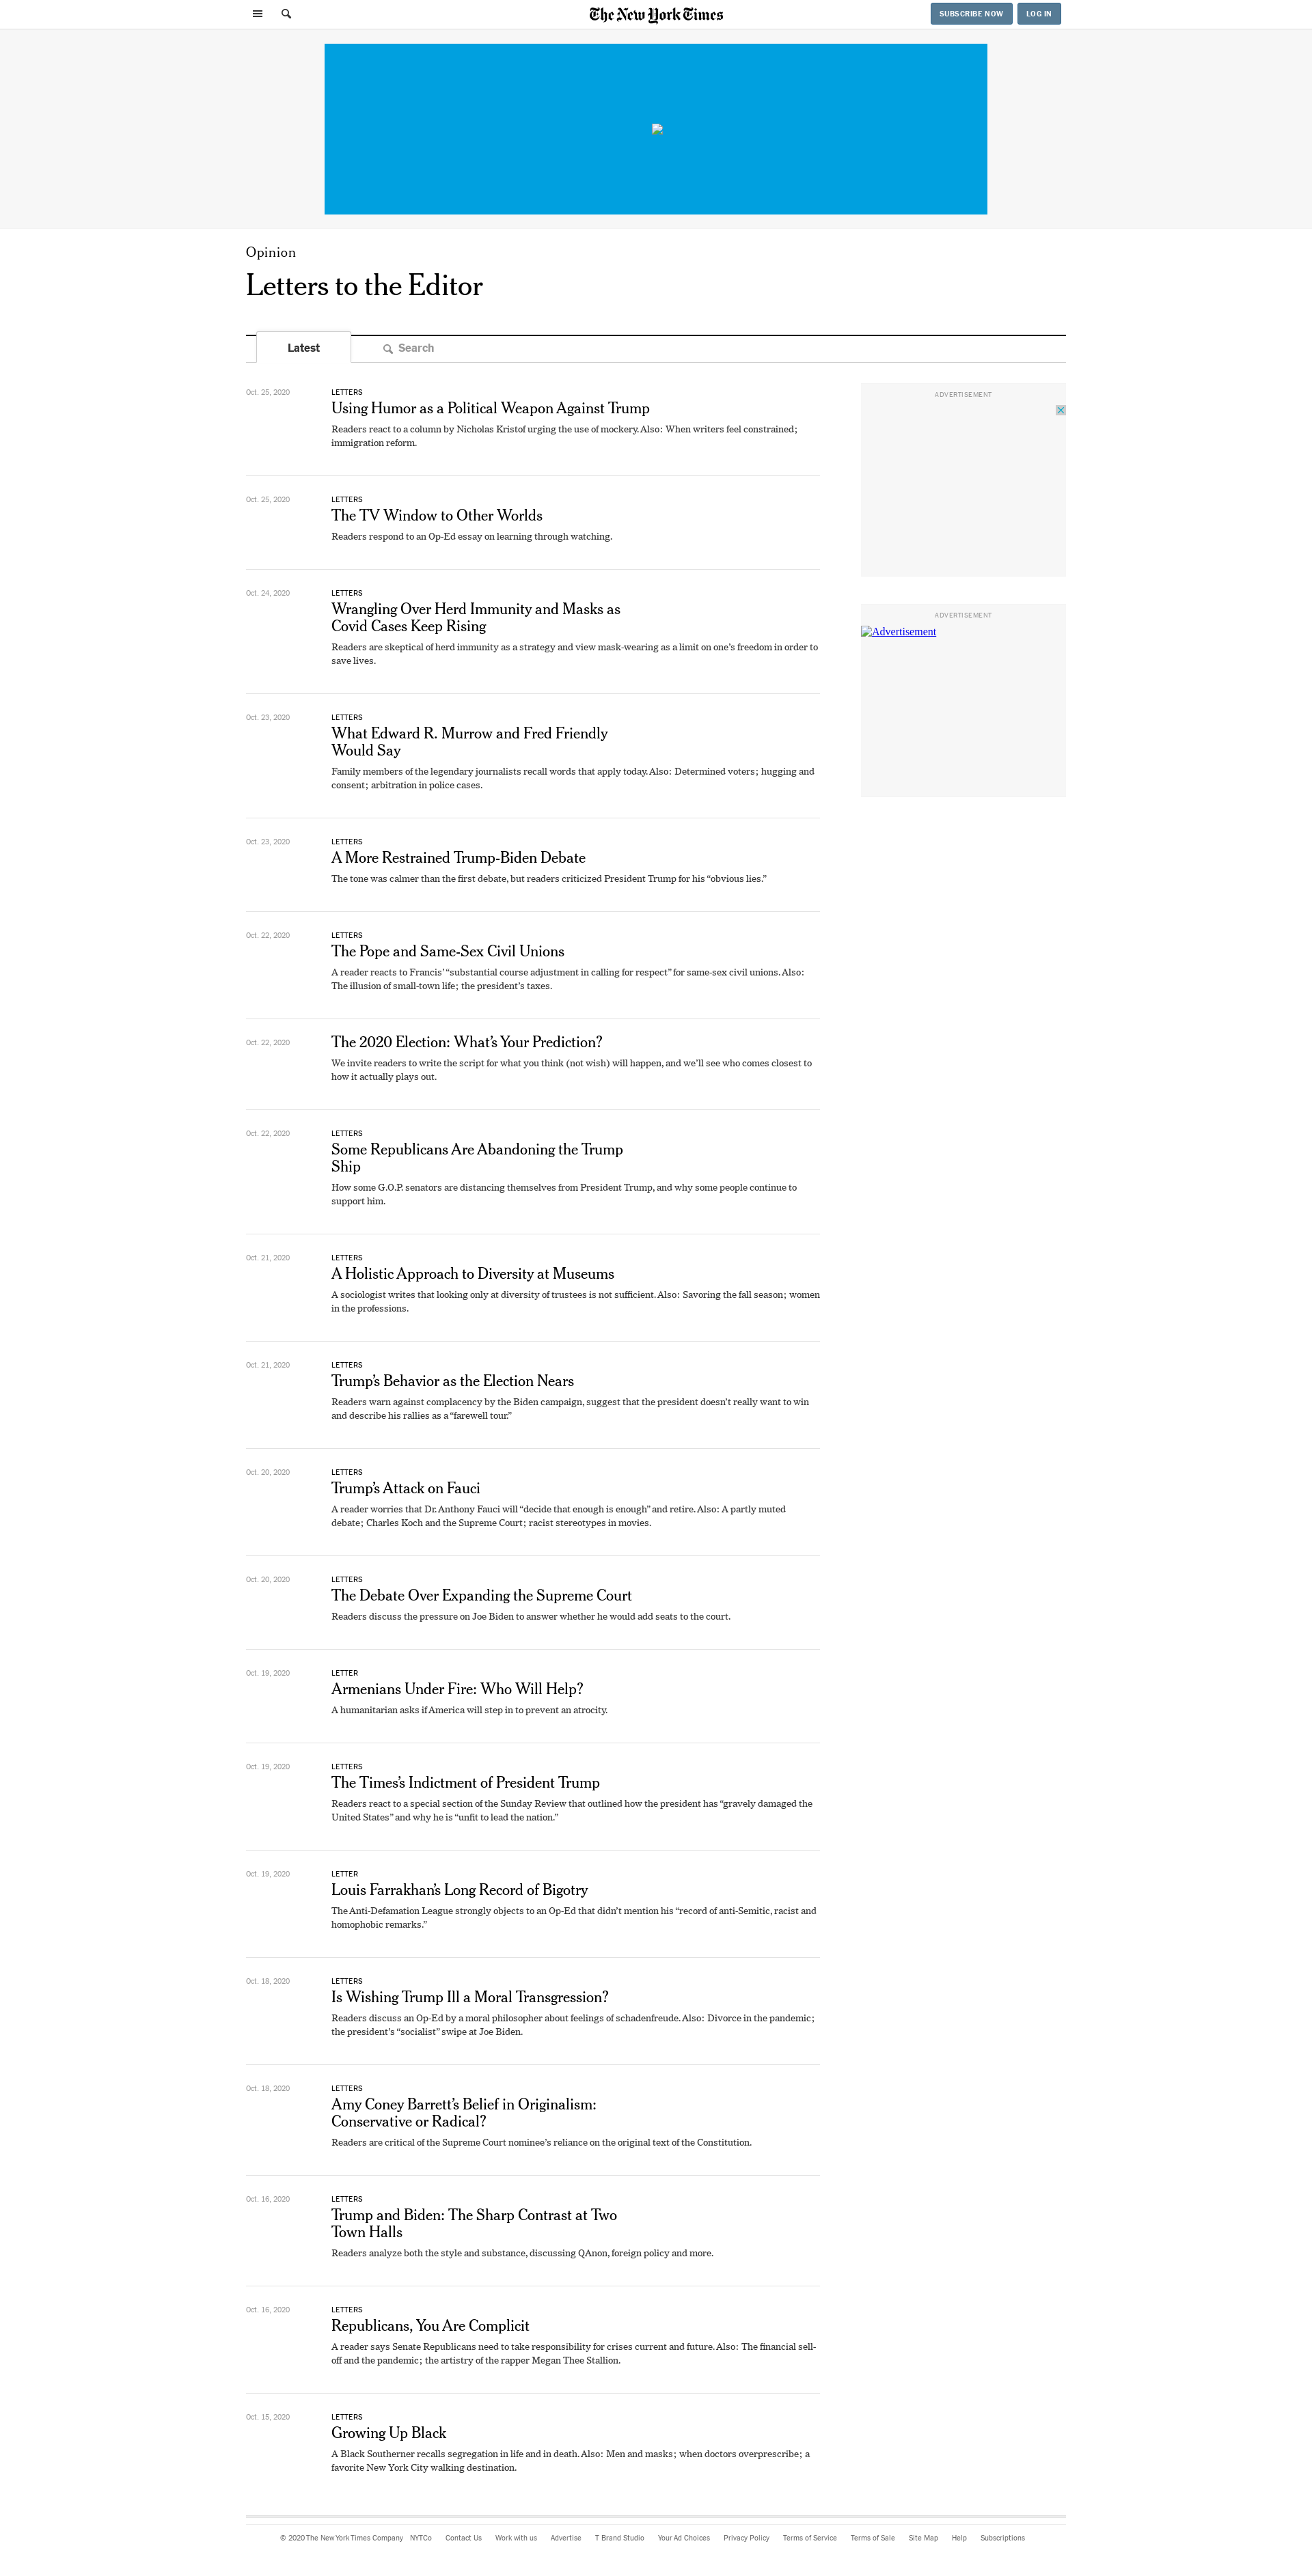 The New York Times
SUBSCRIBE NOW
LOG IN
Opinion
Letters to the Editor
Latest
Search
Oct. 25, 2020
LETTERS
Using Humor as a Political Weapon Against Trump
Readers react to a column by Nicholas Kristof urging the use of mockery. Also: When writers feel constrained;
immigration reform.
Oct. 25, 2020
LETTERS
The TV Window to Other Worlds
Readers respond to an Op-Ed essay on learning through watching.
Oct. 24, 2020
LETTERS
Wrangling Over Herd Immunity and Masks as
Covid Cases Keep Rising
Readers are skeptical of herd immunity as a strategy and view mask-wearing as a limit on one’s freedom in order to
save lives.
Oct. 23, 2020
LETTERS
What Edward R. Murrow and Fred Friendly
Would Say
Family members of the legendary journalists recall words that apply today. Also: Determined voters; hugging and
consent; arbitration in police cases.
Oct. 23, 2020
LETTERS
A More Restrained Trump-Biden Debate
The tone was calmer than the first debate, but readers criticized President Trump for his “obvious lies.”
Oct. 22, 2020
LETTERS
The Pope and Same-Sex Civil Unions
A reader reacts to Francis’ “substantial course adjustment in calling for respect” for same-sex civil unions. Also:
The illusion of small-town life; the president’s taxes.
Oct. 22, 2020
The 2020 Election: What’s Your Prediction?
We invite readers to write the script for what you think (not wish) will happen, and we’ll see who comes closest to
how it actually plays out.
Oct. 22, 2020
LETTERS
Some Republicans Are Abandoning the Trump
Ship
How some G.O.P. senators are distancing themselves from President Trump, and why some people continue to
support him.
Oct. 21, 2020
LETTERS
A Holistic Approach to Diversity at Museums
A sociologist writes that looking only at diversity of trustees is not sufficient. Also: Savoring the fall season; women
in the professions.
Oct. 21, 2020
LETTERS
Trump’s Behavior as the Election Nears
Readers warn against complacency by the Biden campaign, suggest that the president doesn’t really want to win
and describe his rallies as a “farewell tour.”
Oct. 20, 2020
LETTERS
Trump’s Attack on Fauci
A reader worries that Dr. Anthony Fauci will “decide that enough is enough” and retire. Also: A partly muted
debate; Charles Koch and the Supreme Court; racist stereotypes in movies.
Oct. 20, 2020
LETTERS
The Debate Over Expanding the Supreme Court
Readers discuss the pressure on Joe Biden to answer whether he would add seats to the court.
Oct. 19, 2020
LETTER
Armenians Under Fire: Who Will Help?
A humanitarian asks if America will step in to prevent an atrocity.
Oct. 19, 2020
LETTERS
The Times’s Indictment of President Trump
Readers react to a special section of the Sunday Review that outlined how the president has “gravely damaged the
United States” and why he is “unfit to lead the nation.”
Oct. 19, 2020
LETTER
Louis Farrakhan’s Long Record of Bigotry
The Anti-Defamation League strongly objects to an Op-Ed that didn’t mention his “record of anti-Semitic, racist and
homophobic remarks.”
Oct. 18, 2020
LETTERS
Is Wishing Trump Ill a Moral Transgression?
Readers discuss an Op-Ed by a moral philosopher about feelings of schadenfreude. Also: Divorce in the pandemic;
the president’s “socialist” swipe at Joe Biden.
Oct. 18, 2020
LETTERS
Amy Coney Barrett’s Belief in Originalism:
Conservative or Radical?
Readers are critical of the Supreme Court nominee’s reliance on the original text of the Constitution.
Oct. 16, 2020
LETTERS
Trump and Biden: The Sharp Contrast at Two
Town Halls
Readers analyze both the style and substance, discussing QAnon, foreign policy and more.
Oct. 16, 2020
LETTERS
Republicans, You Are Complicit
A reader says Senate Republicans need to take responsibility for crises current and future. Also: The financial sell-
off and the pandemic; the artistry of the rapper Megan Thee Stallion.
Oct. 15, 2020
LETTERS
Growing Up Black
A Black Southerner recalls segregation in life and in death. Also: Men and masks; when doctors overprescribe; a
favorite New York City walking destination.
ADVERTISEMENT
ADVERTISEMENT
Advertisement
© 2020 The New York Times Company NYTCo Contact Us Work with us Advertise T Brand Studio Your Ad Choices Privacy Policy Terms of Service Terms of Sale Site Map Help Subscriptions